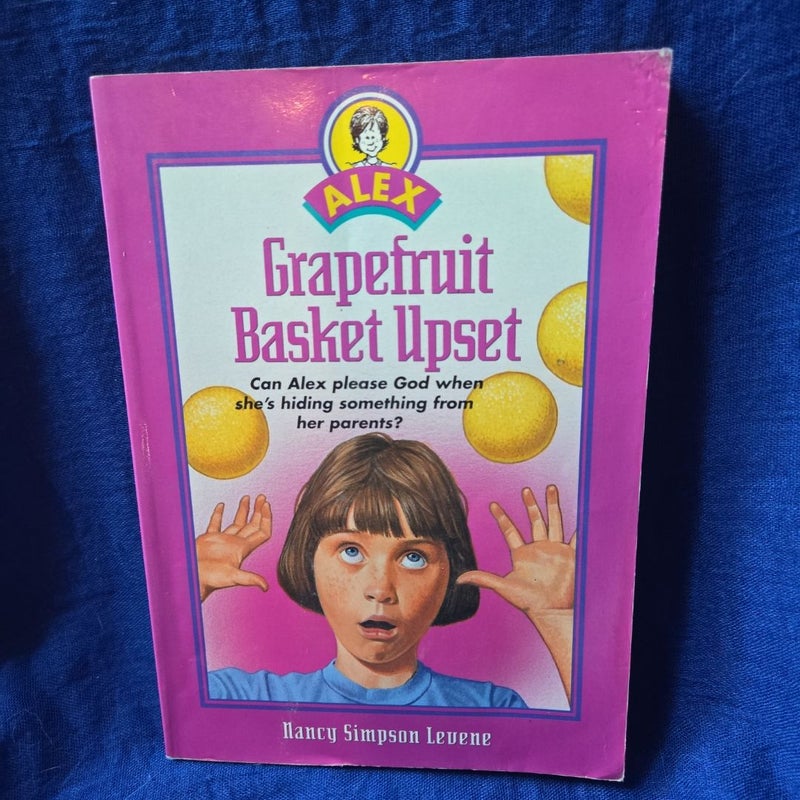 ALEX
Grapefruit
Basket Upset
Can Alex please God when
she's hiding something from
her parents?
Nancy Simpson Levene